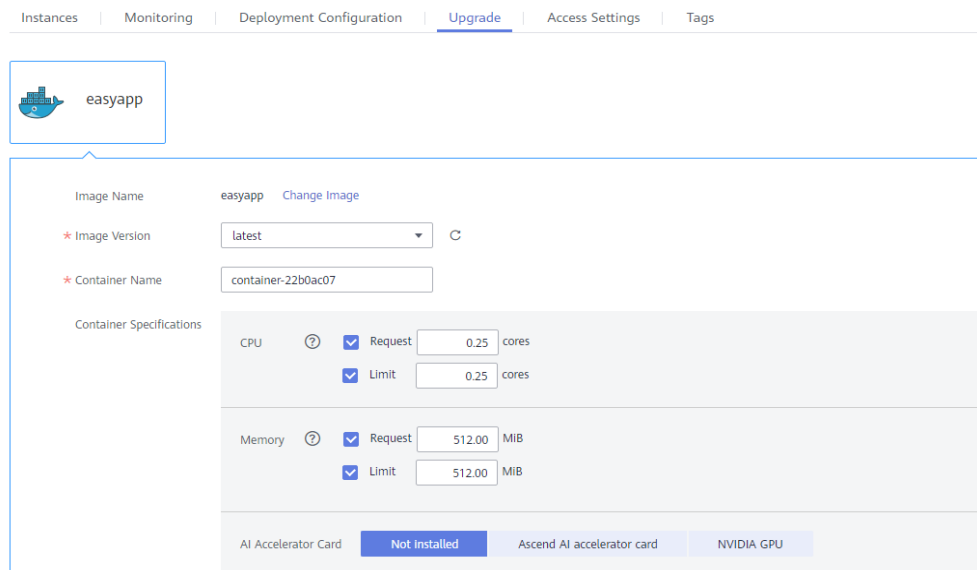 Instances Monitoring Deployment Configuration Upgrade Access Settings Tags
easyapp
Image Name easyapp Change Image
* Image Version latest
* Container Name container-22b0ac07
Container Specifications
CPU ? Request 0.25 cores
Limit 0.25 cores
Memory ? Request 512.00 MiB
Limit 512.00 MiB
AI Accelerator Card Not installed Ascend AI accelerator card NVIDIA GPU